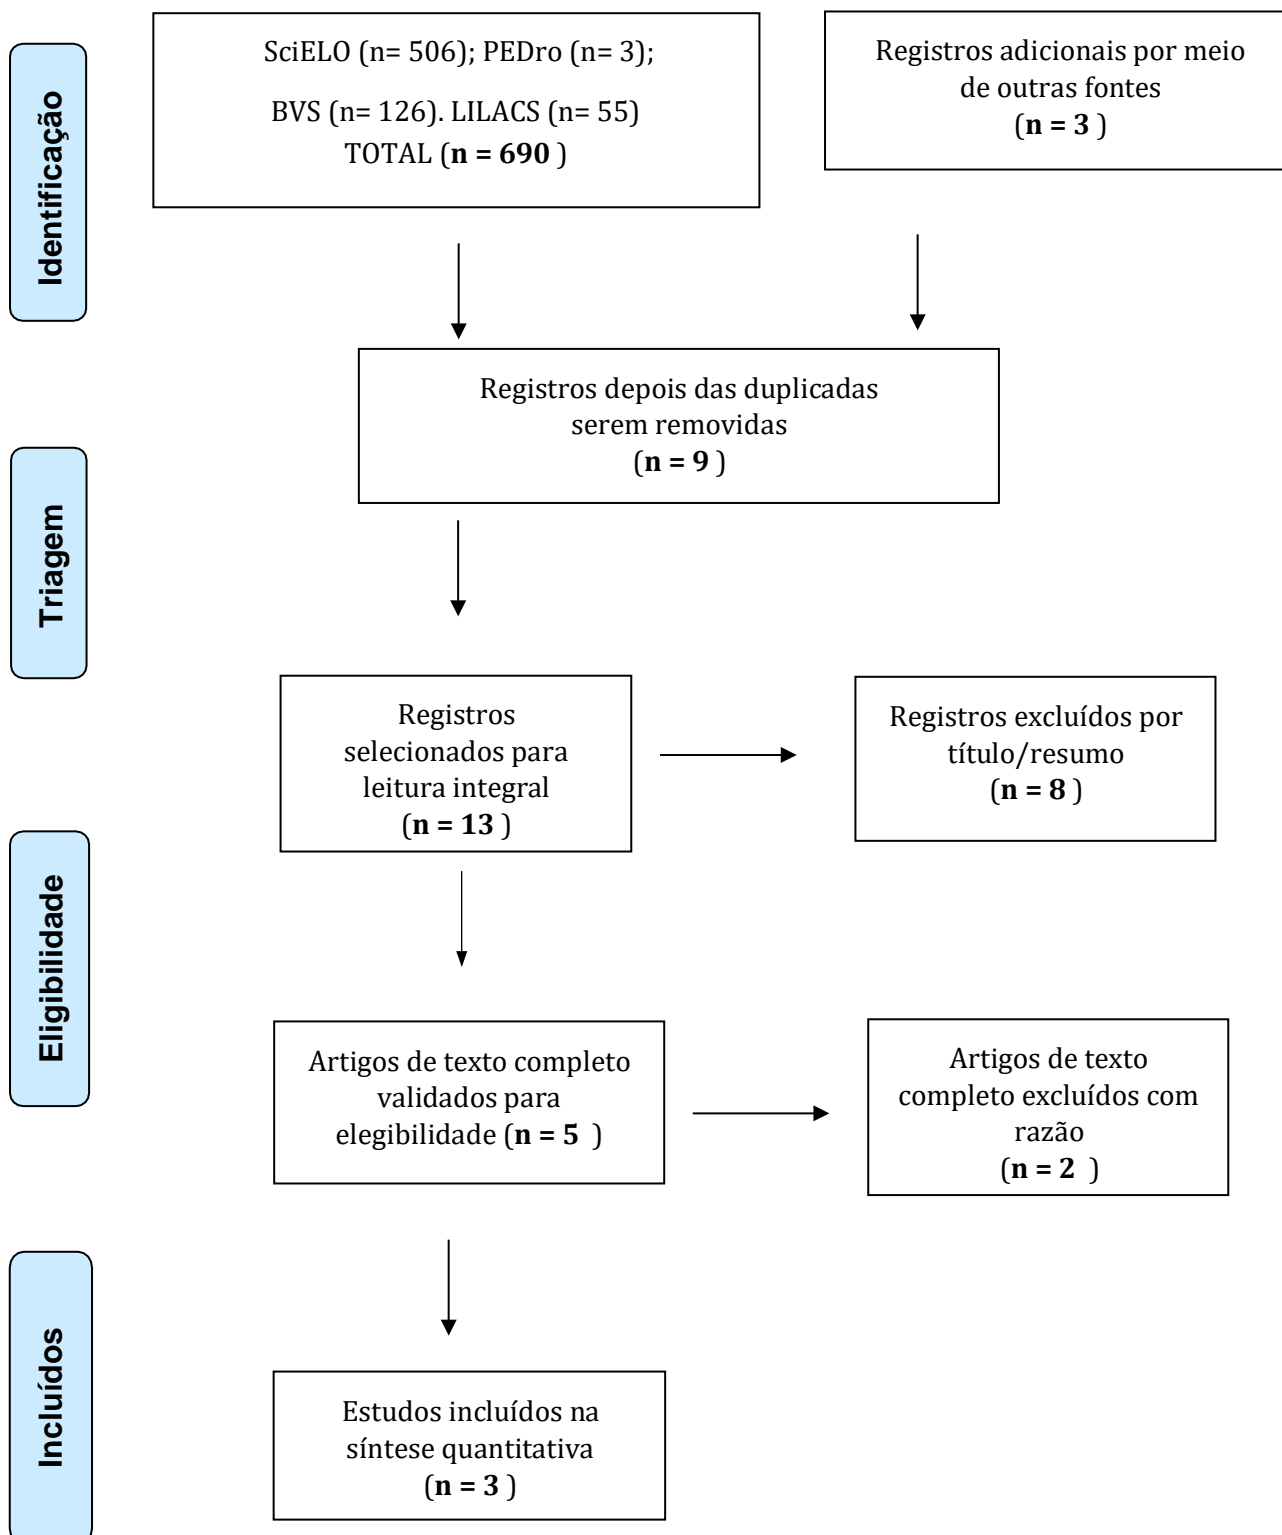 Identificação
SciELO (n= 506); PEDro (n= 3);
BVS (n= 126). LILACS (n= 55)
TOTAL (n = 690 )
Registros adicionais por meio
de outras fontes
(n = 3 )
Registros depois das duplicadas
serem removidas
(n = 9 )
Triagem
Registros
selecionados para
leitura integral
(n = 13 )
Registros excluídos por
título/resumo
(n = 8 )
Eligibilidade
Artigos de texto completo
validados para
elegibilidade (n = 5 )
Artigos de texto
completo excluídos com
razão
(n = 2 )
Incluídos
Estudos incluídos na
síntese quantitativa
(n = 3 )